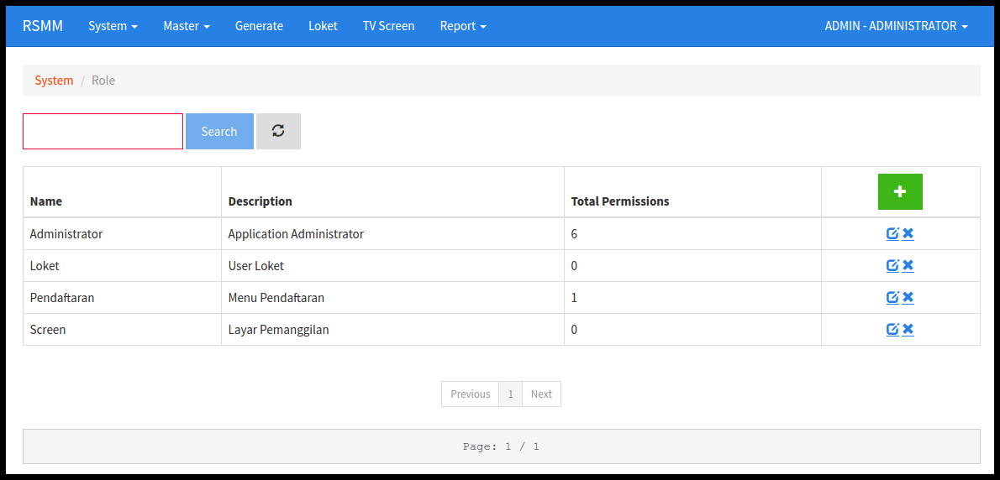 RSMM System Master Generate Loket TV Screen Report ADMIN - ADMINISTRATOR
System / Role
Search
Name Description Total Permissions
Administrator Application Administrator 6
Loket User Loket 0
Pendaftaran Menu Pendaftaran 1
Screen Layar Pemanggilan 0
Previous 1 Next
Page: 1 / 1